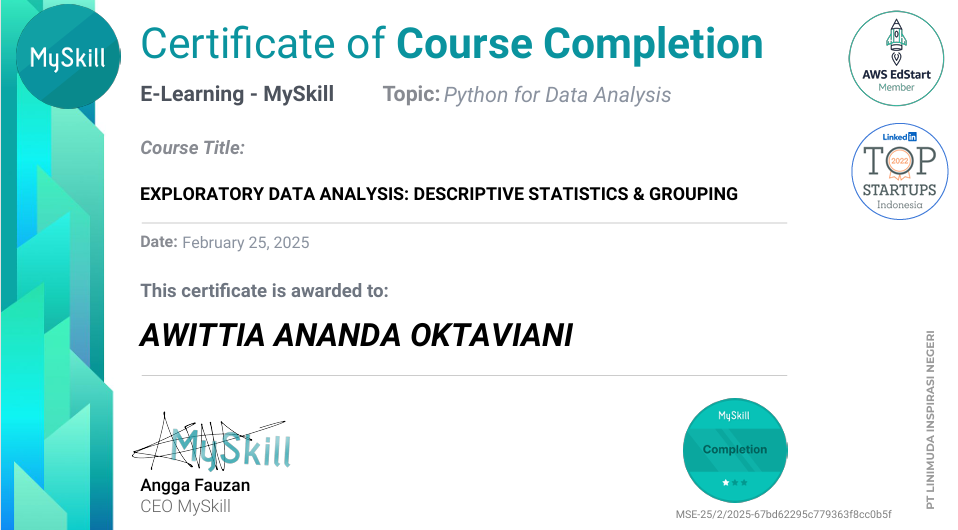 MySkill
Certificate of Course Completion
E-Learning - MySkill
Topic: Python for Data Analysis
Course Title:
EXPLORATORY DATA ANALYSIS: DESCRIPTIVE STATISTICS & GROUPING
Date: February 25, 2025
This certificate is awarded to:
AWITTIA ANANDA OKTAVIANI
MySkill
Angga Fauzan
CEO MySkill
MySkill
Completion
MSE-25/2/2025-67bd62295c779363f8cc0b5f
AWS EdStart
Member
LinkedIn
TOP
2022
STARTUPS
Indonesia
PT LINIMUDA INSPIRASI NEGERI